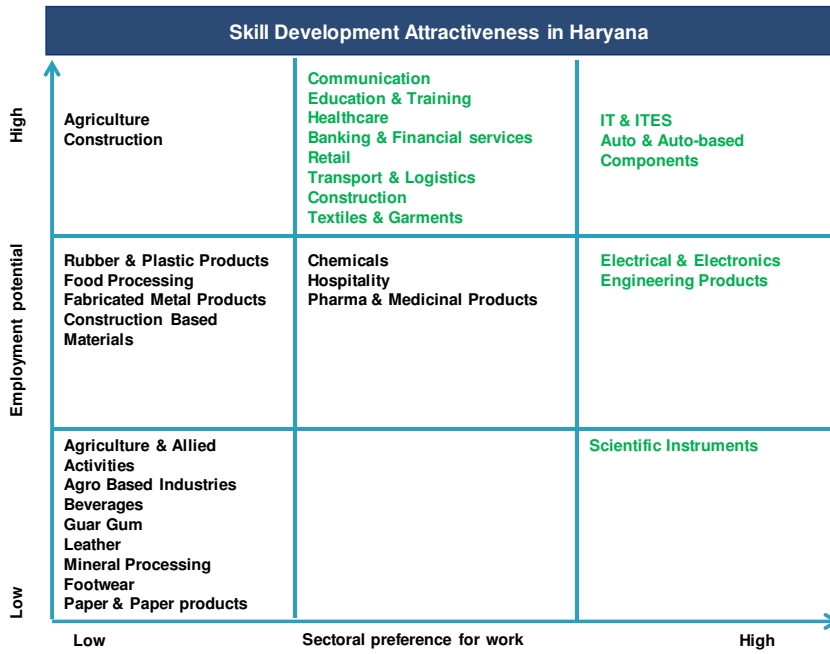 Skill Development Attractiveness in Haryana
High
Agriculture
Construction
Communication
Education & Training
Healthcare
Banking & Financial services
Retail
Transport & Logistics
Construction
Textiles & Garments
IT & ITES
Auto & Auto-based
Components
Employment potential
Rubber & Plastic Products
Food Processing
Fabricated Metal Products
Construction Based
Materials
Chemicals
Hospitality
Pharma & Medicinal Products
Electrical & Electronics
Engineering Products
Low
Agriculture & Allied
Activities
Agro Based Industries
Beverages
Guar Gum
Leather
Mineral Processing
Footwear
Paper & Paper products
Scientific Instruments
Low
Sectoral preference for work
High